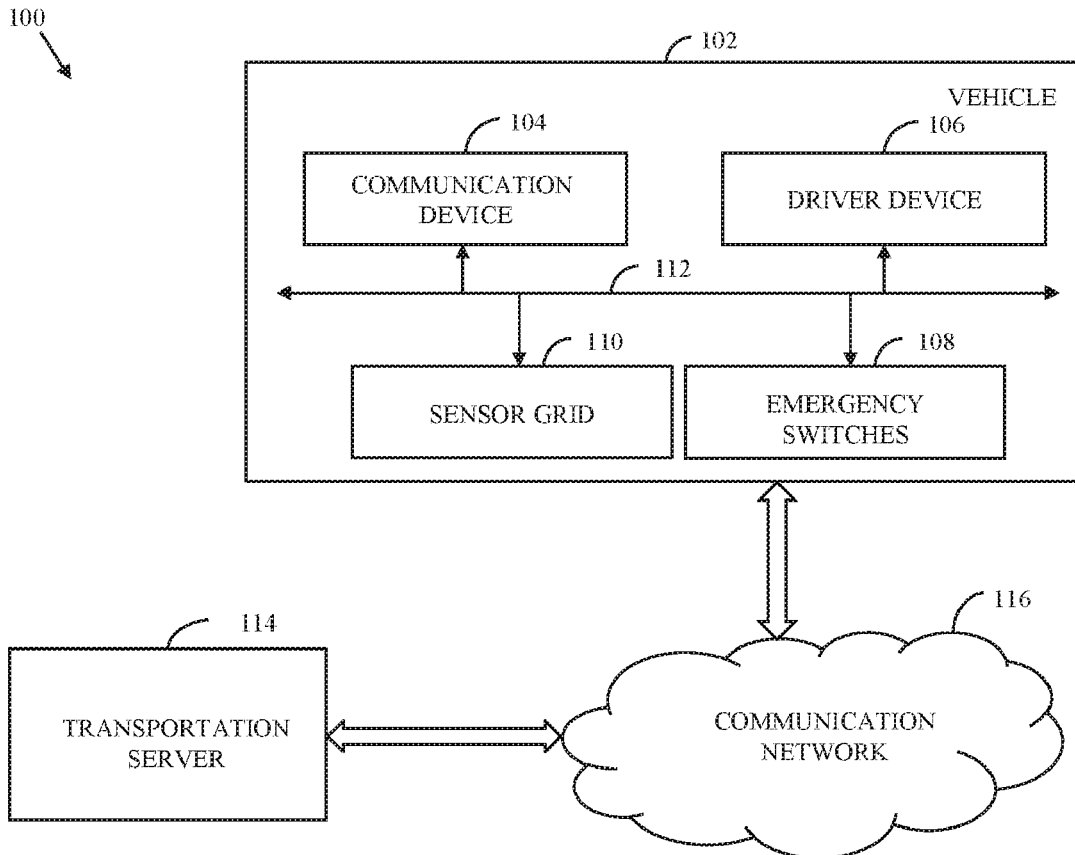 100
102
VEHICLE
104
106
COMMUNICATION
DEVICE
DRIVER DEVICE
112
110
108
SENSOR GRID
EMERGENCY
SWITCHES
114
116
TRANSPORTATION
SERVER
COMMUNICATION
NETWORK